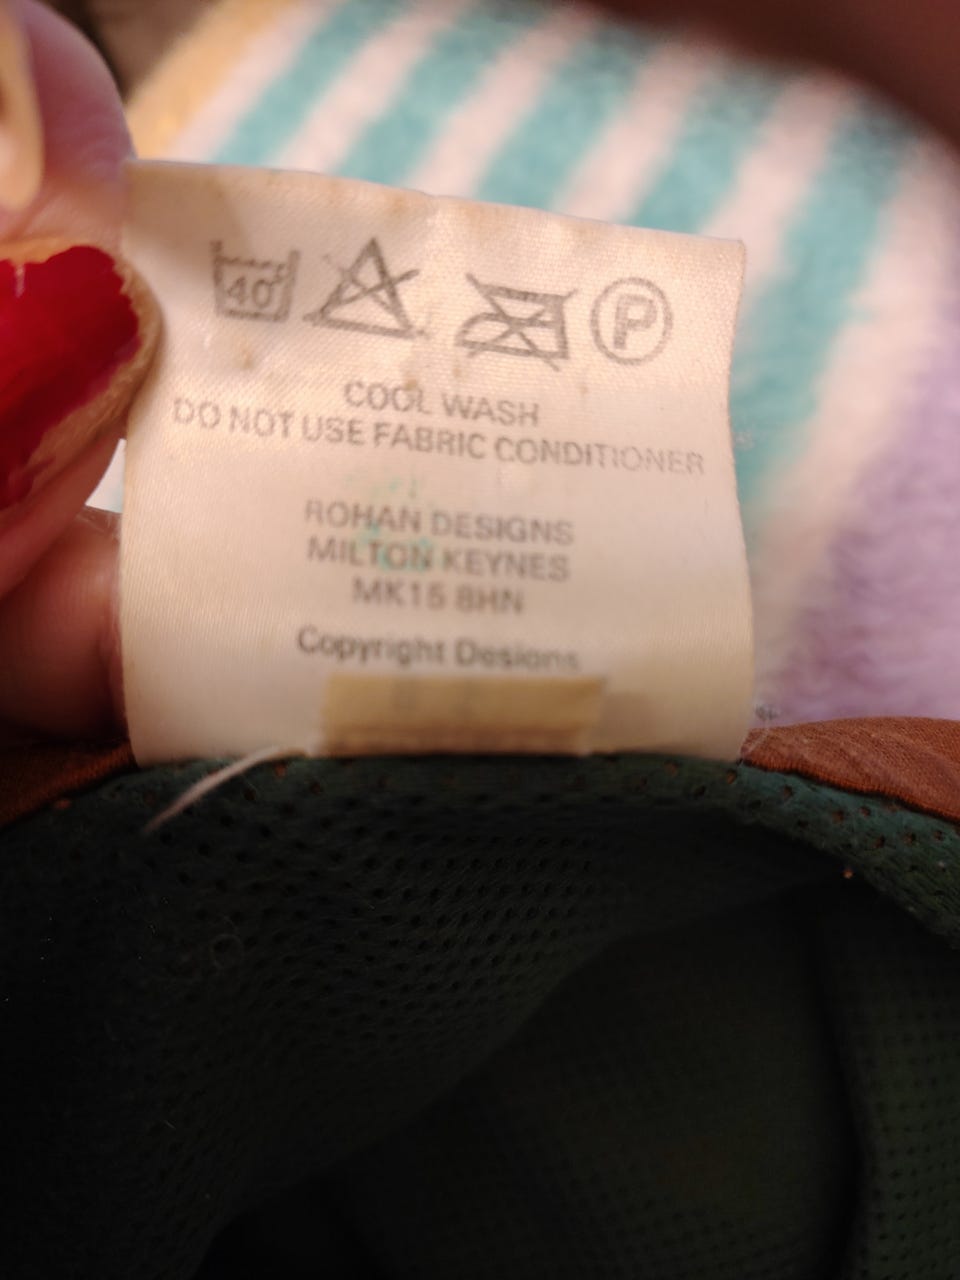 40 P
COOL WASH
DO NOT USE FABRIC CONDITIONER
ROHAN DESIGNS
MILTON KEYNES
MK15 8HN
Copyright Designs